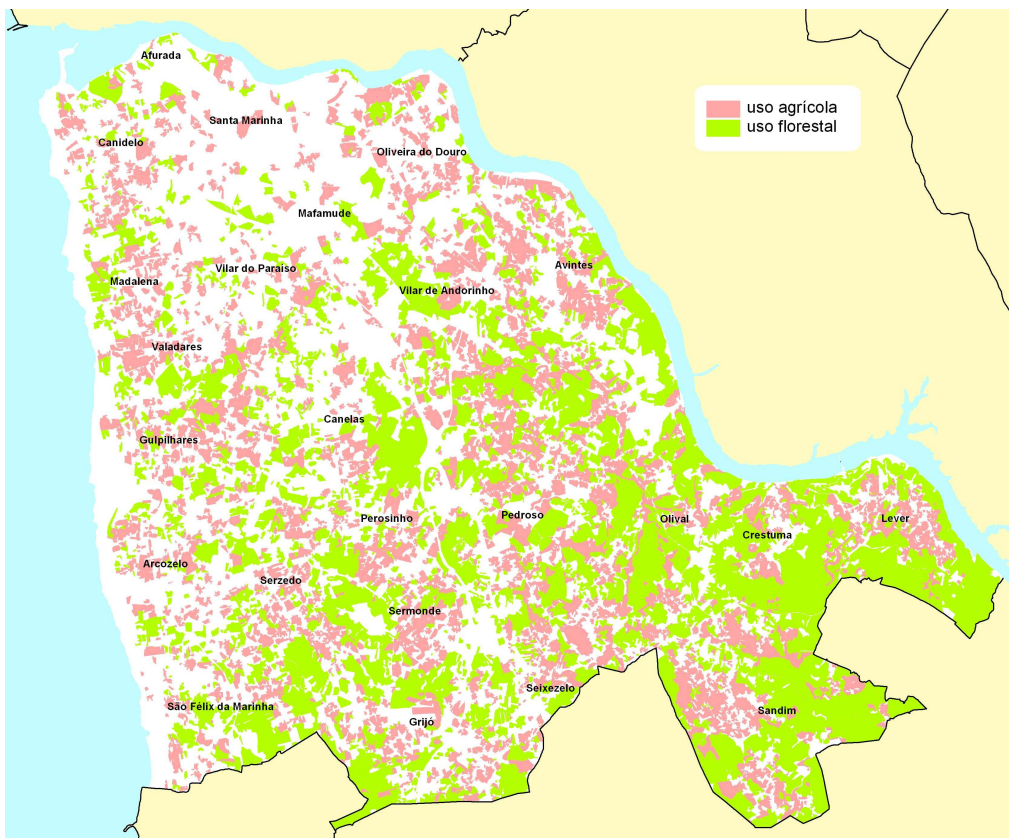 Afurada
uso agrícola
uso florestal
Santa Marinha
Canidelo
Oliveira do Douro
Mafamude
Avintes
Vilar do Paraíso
Madalena
Vilar de Andorinho
Valadares
Canelas
Gulpilhares
Pedroso
Perosinho
Olival
Lever
Crestuma
Arcozelo
Serzedo
Sermonde
Seixezelo
São Félix da Marinha
Sandim
Grijó